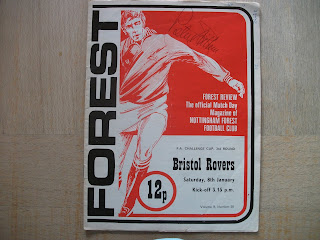 FOREST
FOREST REVIEW
The official Match Day
Magazine of
NOTTINGHAM FOREST
FOOTBALL CLUB
F.A. CHALLENGE CUP, 3rd ROUND
Bristol Rovers
Saturday, 8th January
Kick-off 3.15 p.m.
12p